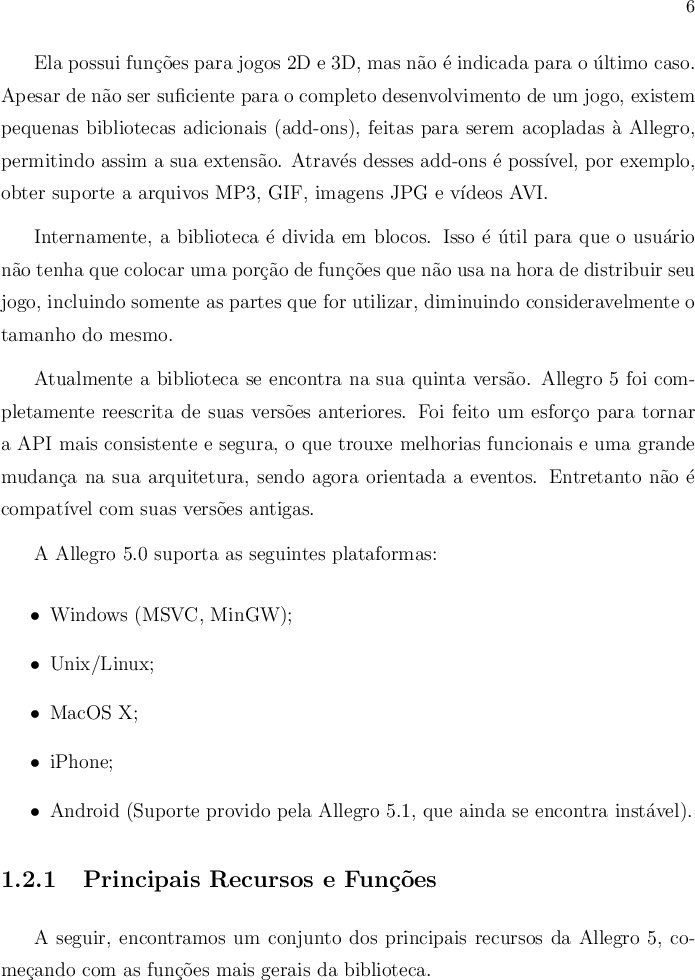 6
Ela possui funções para jogos 2D e 3D, mas não é indicada para o último caso.
Apesar de não ser suficiente para o completo desenvolvimento de um jogo, existem
pequenas bibliotecas adicionais (add-ons), feitas para serem acopladas à Allegro,
permitindo assim a sua extensão. Através desses add-ons é possível, por exemplo,
obter suporte a arquivos MP3, GIF, imagens JPG e vídeos AVI.
Internamente, a biblioteca é divida em blocos. Isso é útil para que o usuário
não tenha que colocar uma porção de funções que não usa na hora de distribuir seu
jogo, incluindo somente as partes que for utilizar, diminuindo consideravelmente o
tamanho do mesmo.
Atualmente a biblioteca se encontra na sua quinta versão. Allegro 5 foi com-
pletamente reescrita de suas versões anteriores. Foi feito um esforço para tornar
a API mais consistente e segura, o que trouxe melhorias funcionais e uma grande
mudança na sua arquitetura, sendo agora orientada a eventos. Entretanto não é
compatível com suas versões antigas.
A Allegro 5.0 suporta as seguintes plataformas:
• Windows (MSVC, MinGW);
• Unix/Linux;
• MacOS X;
• iPhone;
• Android (Suporte provido pela Allegro 5.1, que ainda se encontra instável).
1.2.1 Principais Recursos e Funções
A seguir, encontramos um conjunto dos principais recursos da Allegro 5, co-
meçando com as funções mais gerais da biblioteca.